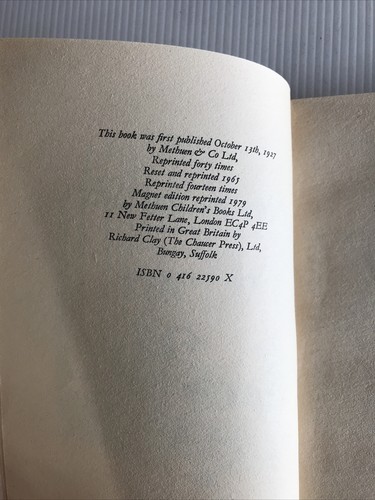 This book was first published October 13th, 1927
by Methuen & Co Ltd,
Reprinted forty times
Reset and reprinted 1965
Reprinted fourteen times
Magnet edition reprinted 1979
by Methuen Children's Books Ltd,
11 New Fetter Lane, London EC4P 4EE
Printed in Great Britain by
Richard Clay (The Chaucer Press), Ltd,
Bungay, Suffolk
ISBN 0 416 22590 X